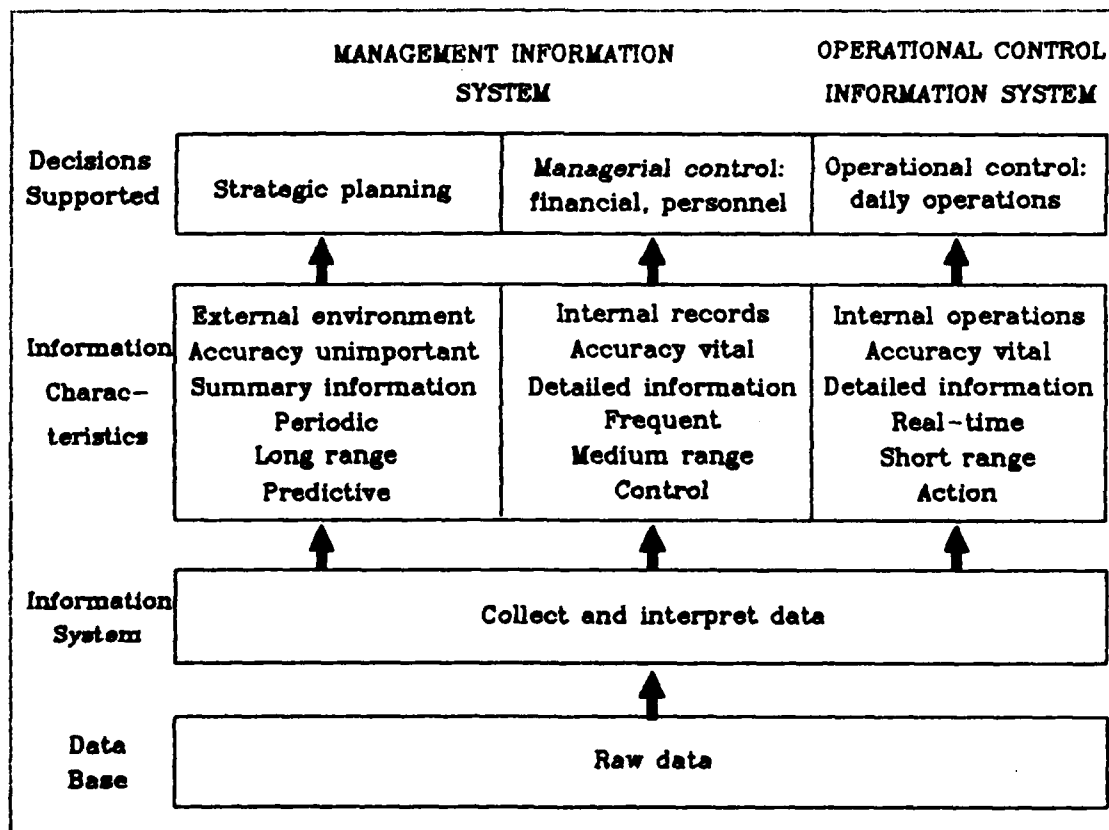 MANAGEMENT INFORMATION
SYSTEM
OPERATIONAL CONTROL
INFORMATION SYSTEM
Decisions
Supported
Strategic planning
Managerial control:
financial, personnel
Operational control:
daily operations
Information
Charac-
teristics
External environment
Accuracy unimportant
Summary information
Periodic
Long range
Predictive
Internal records
Accuracy vital
Detailed information
Frequent
Medium range
Control
Internal operations
Accuracy vital
Detailed information
Real-time
Short range
Action
Information
System
Collect and interpret data
Data
Base
Raw data